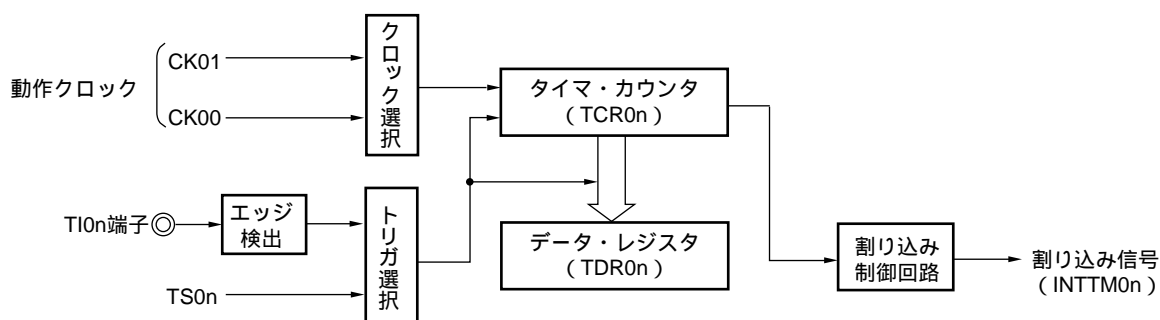 動作クロック
CK01
CK00
クロック選択
タイマ・カウンタ
（TCR0n）
TI0n端子
エッジ
検出
TS0n
トリガ選択
データ・レジスタ
（TDR0n）
割り込み
制御回路
割り込み信号
（INTTM0n）